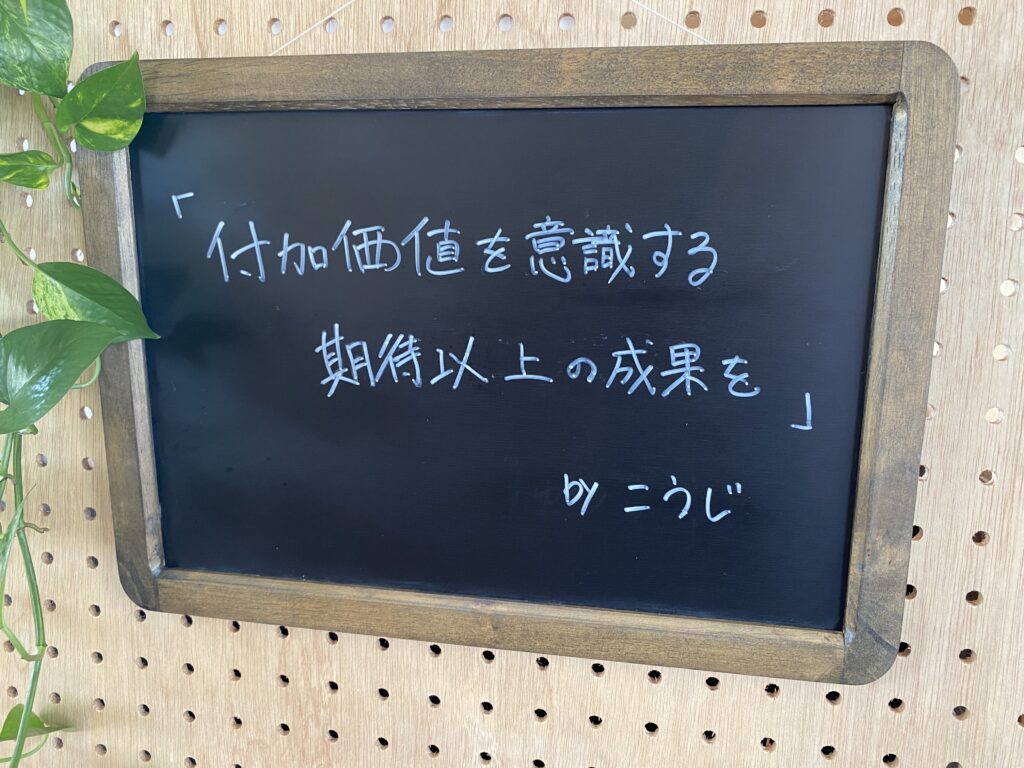 「付加価値を意識する
期待以上の成果を」
by こうじ